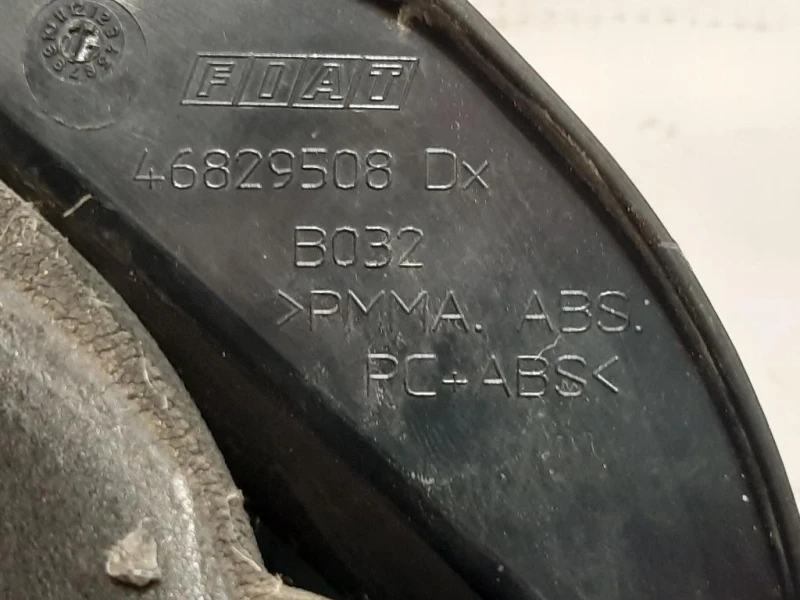 FIAT
46829508 Dx
B032
>PMMA. ABS.
PC+ABS<